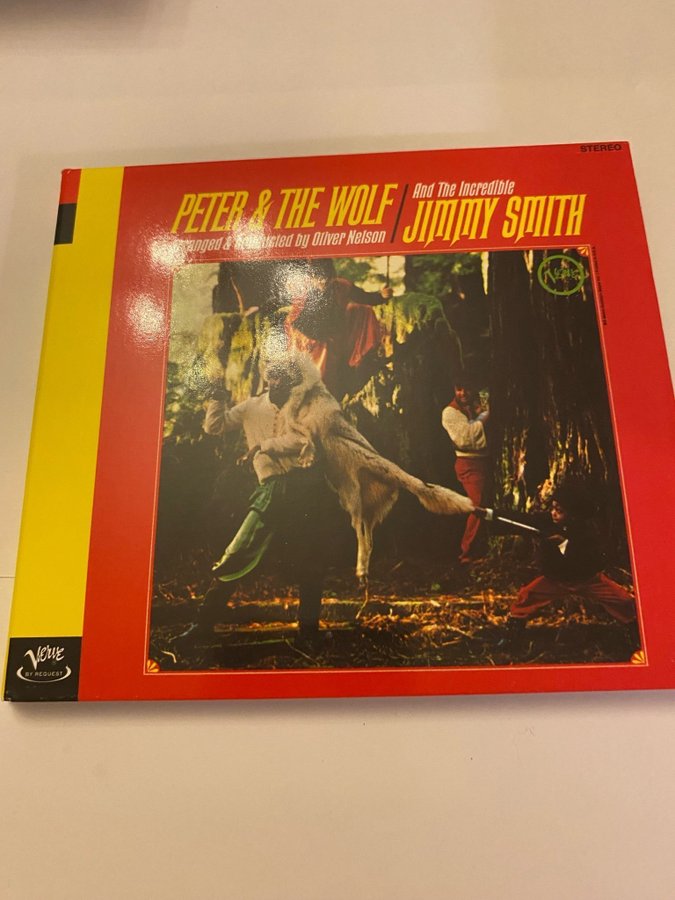 STEREO
PETER & THE WOLF / And The Incredible
JIMMY SMITH
Arranged & Conducted by Oliver Nelson
Verve
Verve
BY REQUEST